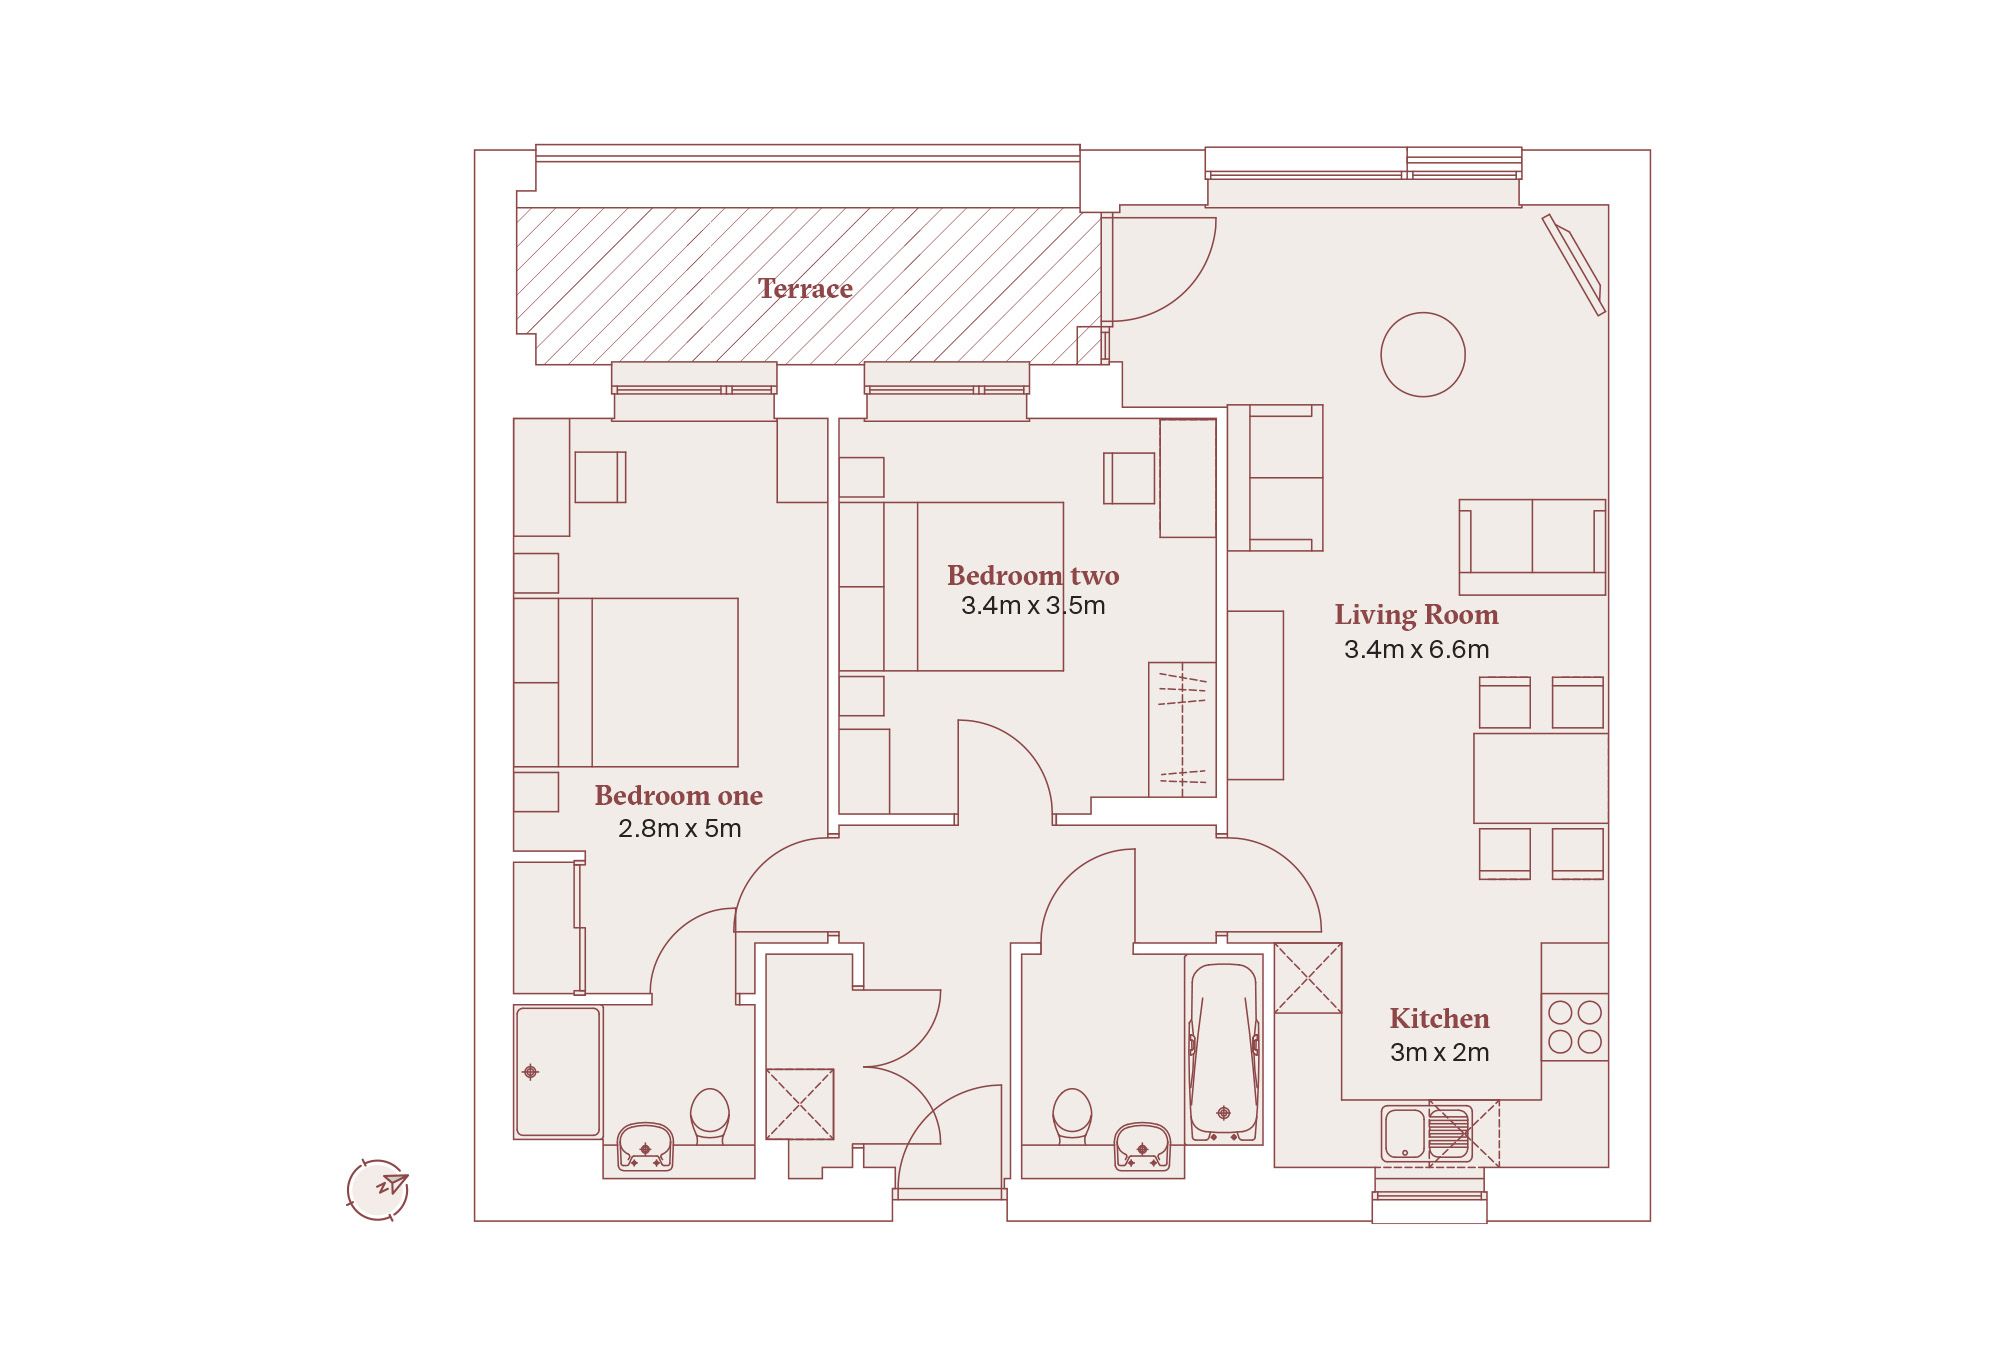 Terrace
Bedroom two
3.4m x 3.5m
Living Room
3.4m x 6.6m
Bedroom one
2.8m x 5m
Kitchen
3m x 2m
N